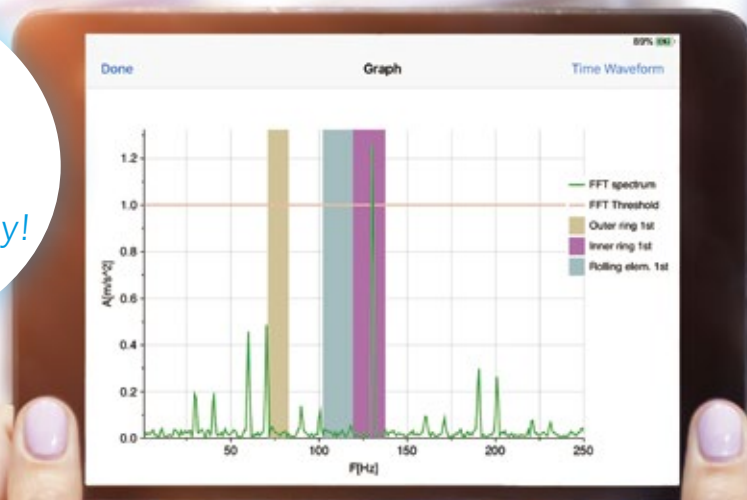 y!
89%
Done Graph Time Waveform
A[m/s^2]
1.2
1.0
0.8
0.6
0.4
0.2
0.0
50 100 150 200 250
F[Hz]
FFT spectrum
FFT Threshold
Outer ring 1st
Inner ring 1st
Rolling elem. 1st